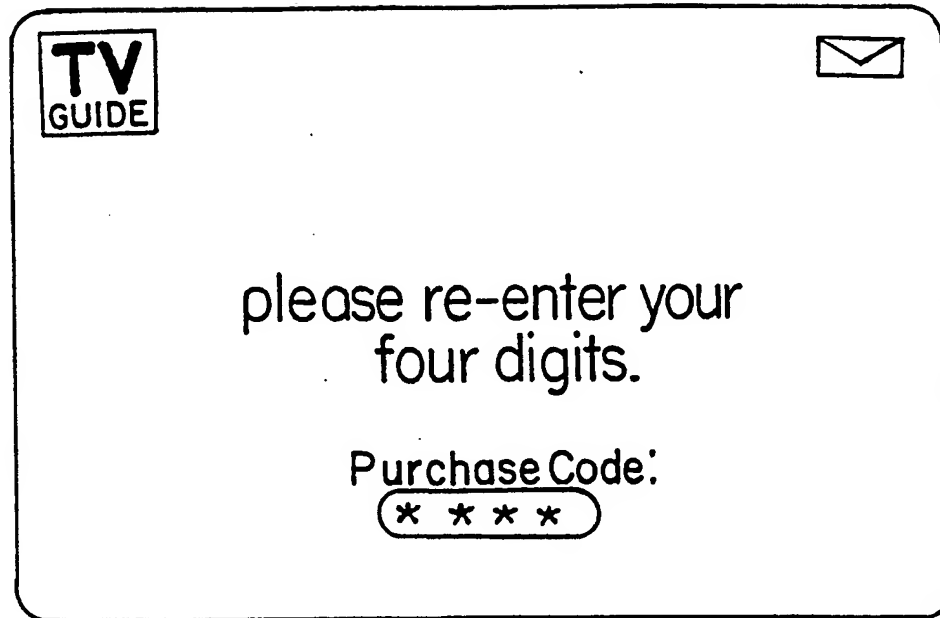 TV
GUIDE
please re-enter your
four digits.
Purchase Code:
* * * *